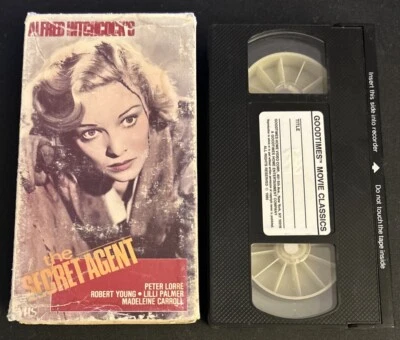 ALFRED HITCHCOCK'S
the
SECRET AGENT
PETER LORRE
ROBERT YOUNG • LILLI PALMER
MADELEINE CARROLL
VHS
GOODTIMES™ MOVIE CLASSICS
TITLE
Insert this side into recorder
Do not touch the tape inside